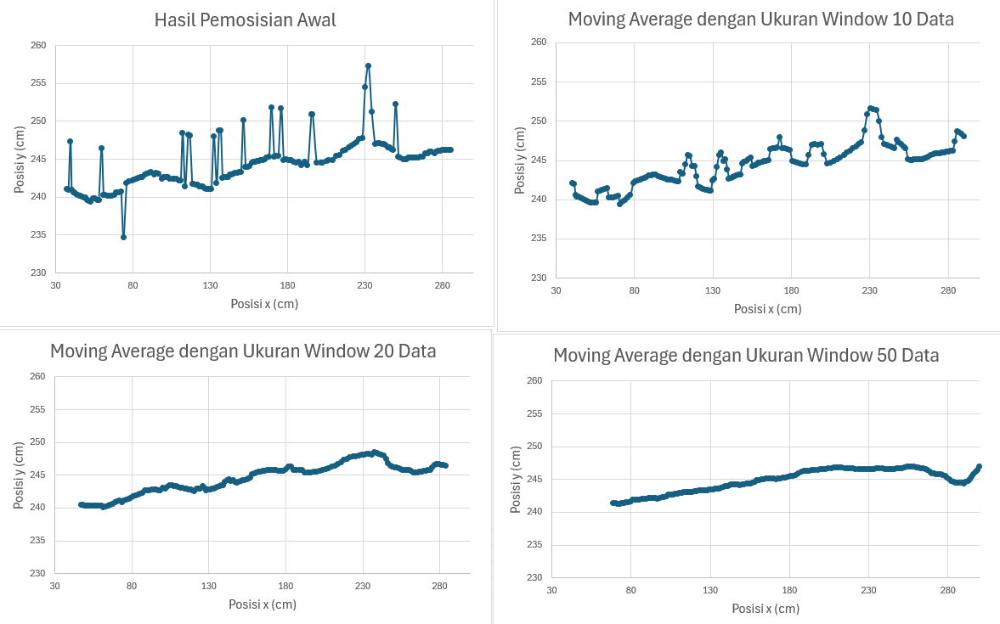 Hasil Pemosisian Awal
260
255
250
245
240
235
230
30 80 130 180 230 280
Posisi x (cm)
Posisi y (cm)
Moving Average dengan Ukuran Window 10 Data
260
255
250
245
240
235
230
30 80 130 180 230 280
Posisi x (cm)
Posisi y (cm)
Moving Average dengan Ukuran Window 20 Data
260
255
250
245
240
235
230
30 80 130 180 230 280
Posisi x (cm)
Posisi y (cm)
Moving Average dengan Ukuran Window 50 Data
260
255
250
245
240
235
230
30 80 130 180 230 280
Posisi x (cm)
Posisi y (cm)